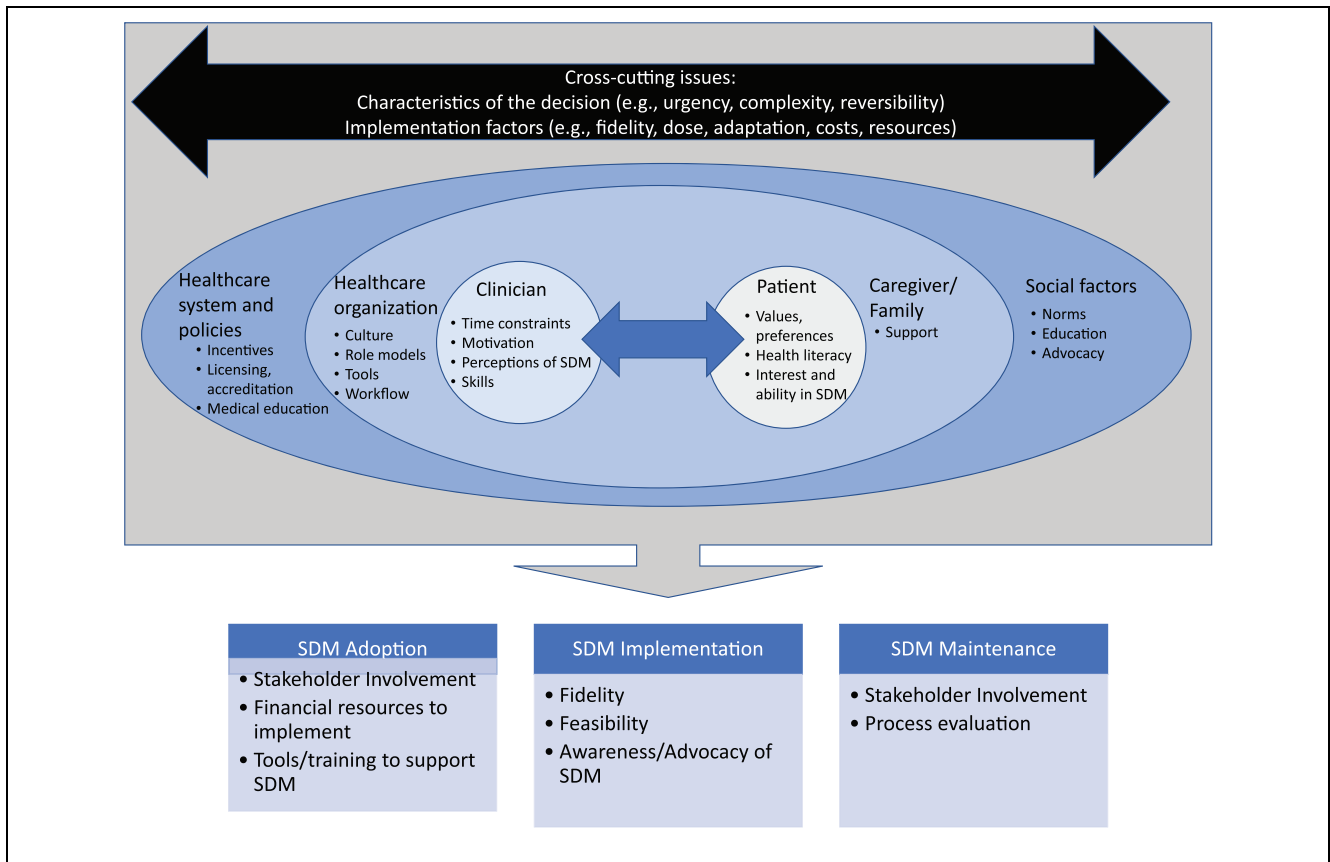 Cross-cutting issues:
Characteristics of the decision (e.g., urgency, complexity, reversibility)
Implementation factors (e.g., fidelity, dose, adaptation, costs, resources)
Healthcare
system and
policies
• Incentives
• Licensing,
accreditation
• Medical education
Healthcare
organization
• Culture
• Role models
• Tools
• Workflow
Clinician
• Time constraints
• Motivation
• Perceptions of SDM
• Skills
Patient
• Values,
preferences
• Health literacy
• Interest and
ability in SDM
Caregiver/
Family
• Support
Social factors
• Norms
• Education
• Advocacy
SDM Adoption
• Stakeholder Involvement
• Financial resources to
implement
• Tools/training to support
SDM
SDM Implementation
• Fidelity
• Feasibility
• Awareness/Advocacy of
SDM
SDM Maintenance
• Stakeholder Involvement
• Process evaluation